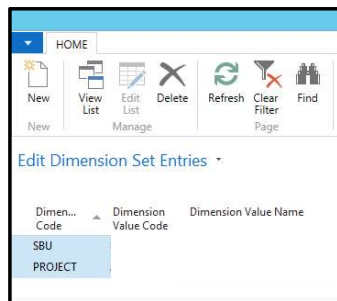 HOME
New
View List
Edit List
Delete
Refresh
Clear Filter
Find
New
Manage
Page
Edit Dimension Set Entries
Dimen... Code
Dimension Value Code
Dimension Value Name
SBU
PROJECT